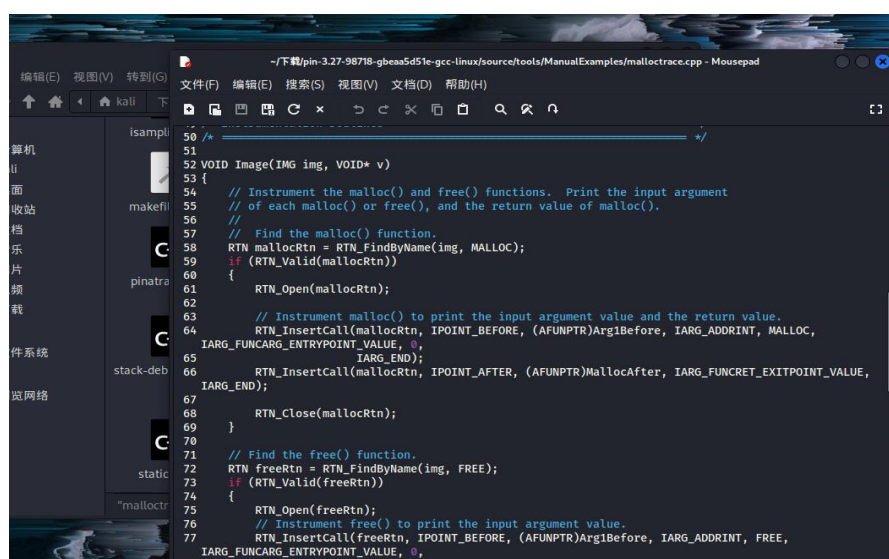 ~/下载/pin-3.27-98718-gbeaa5d51e-gcc-linux/source/tools/ManualExamples/malloctrace.cpp - Mousepad
编辑(E) 视图(V) 转到(G)
文件(F) 编辑(E) 搜索(S) 视图(V) 文档(D) 帮助(H)
kali 下
isampl
makefil
pinatra
stack-deb
static
"malloctr
算机
li
面
收站
档
乐
片
频
载
件系统
览网络
50 /* ═══════════════════════════════ */
51
52 VOID Image(IMG img, VOID* v)
53 {
54     // Instrument the malloc() and free() functions.  Print the input argument
55     // of each malloc() or free(), and the return value of malloc().
56     //
57     //  Find the malloc() function.
58     RTN mallocRtn = RTN_FindByName(img, MALLOC);
59     if (RTN_Valid(mallocRtn))
60     {
61         RTN_Open(mallocRtn);
62
63         // Instrument malloc() to print the input argument value and the return value.
64         RTN_InsertCall(mallocRtn, IPOINT_BEFORE, (AFUNPTR)Arg1Before, IARG_ADDRINT, MALLOC,
IARG_FUNCARG_ENTRYPOINT_VALUE, 0,
65                        IARG_END);
66         RTN_InsertCall(mallocRtn, IPOINT_AFTER, (AFUNPTR)MallocAfter, IARG_FUNCRET_EXITPOINT_VALUE,
IARG_END);
67
68         RTN_Close(mallocRtn);
69     }
70
71     // Find the free() function.
72     RTN freeRtn = RTN_FindByName(img, FREE);
73     if (RTN_Valid(freeRtn))
74     {
75         RTN_Open(freeRtn);
76         // Instrument free() to print the input argument value.
77         RTN_InsertCall(freeRtn, IPOINT_BEFORE, (AFUNPTR)Arg1Before, IARG_ADDRINT, FREE,
IARG_FUNCARG_ENTRYPOINT_VALUE, 0,